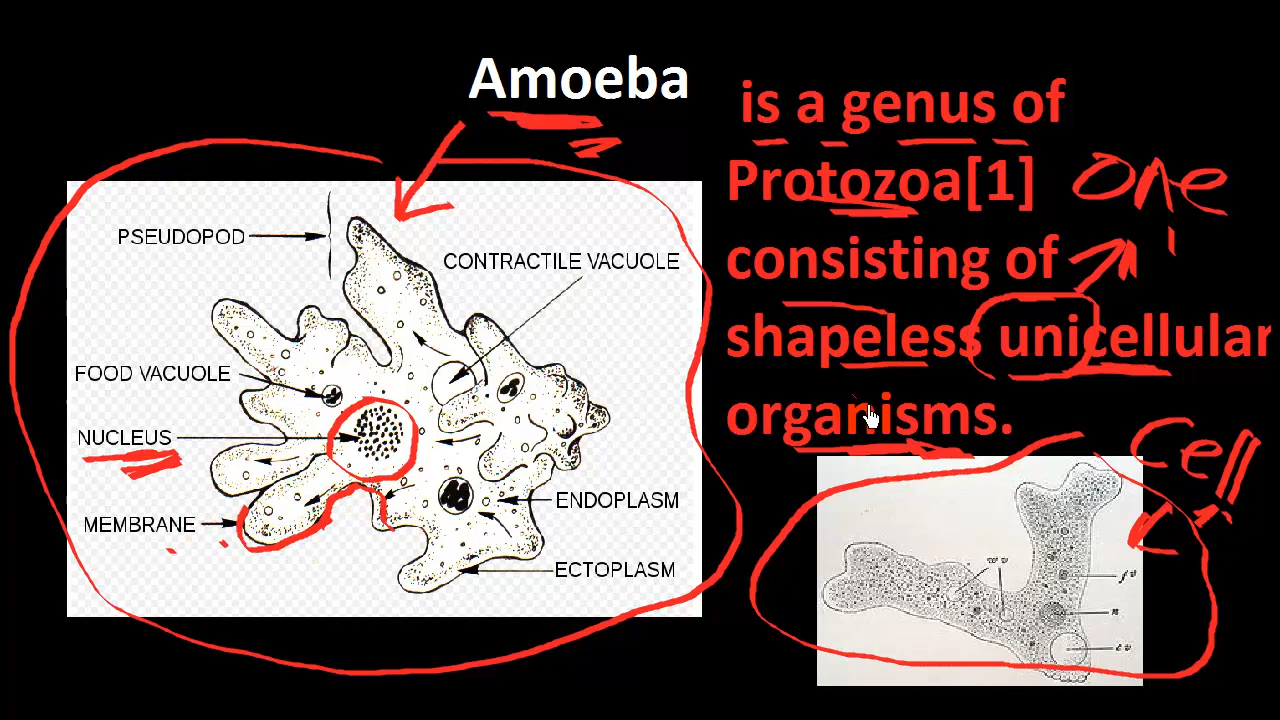 Amoeba
is a genus of
Protozoa[1]
consisting of
shapeless unicellular
organisms.
one
cell
PSEUDOPOD
CONTRACTILE VACUOLE
FOOD VACUOLE
NUCLEUS
MEMBRANE
ENDOPLASM
ECTOPLASM
w v
f v
n
c v